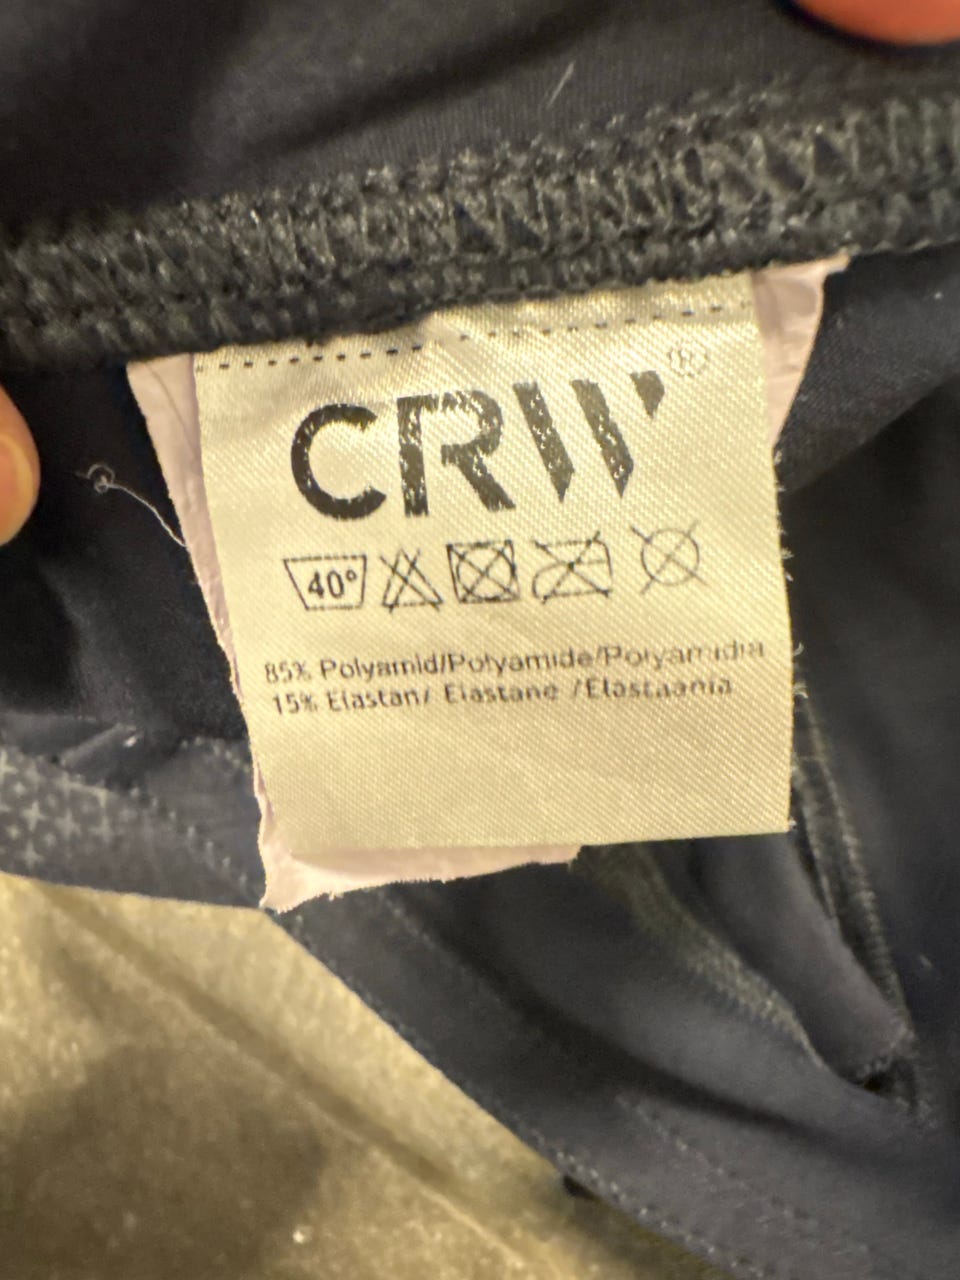 CRW®
40°
85% Polyamid/Polyamide/Polyamidia
15% Elastan/ Elastane /Elastaania